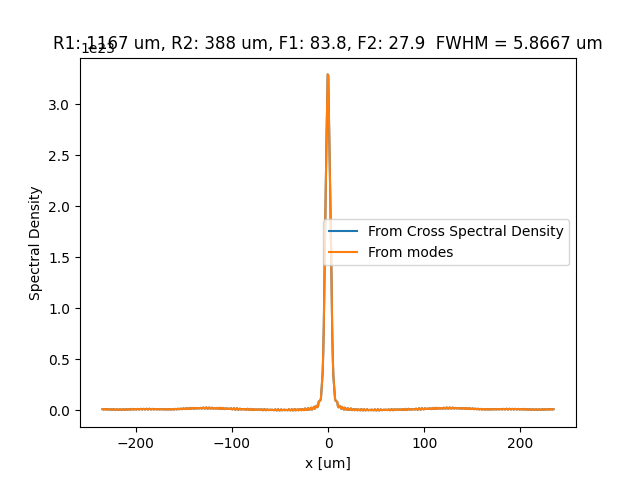 R1: 1167 um, R2: 388 um, F1: 83.8, F2: 27.9  FWHM = 5.8667 um
1e23
3.0
2.5
2.0
1.5
1.0
0.5
0.0
Spectral Density
From Cross Spectral Density
From modes
−200 −100 0 100 200
x [um]